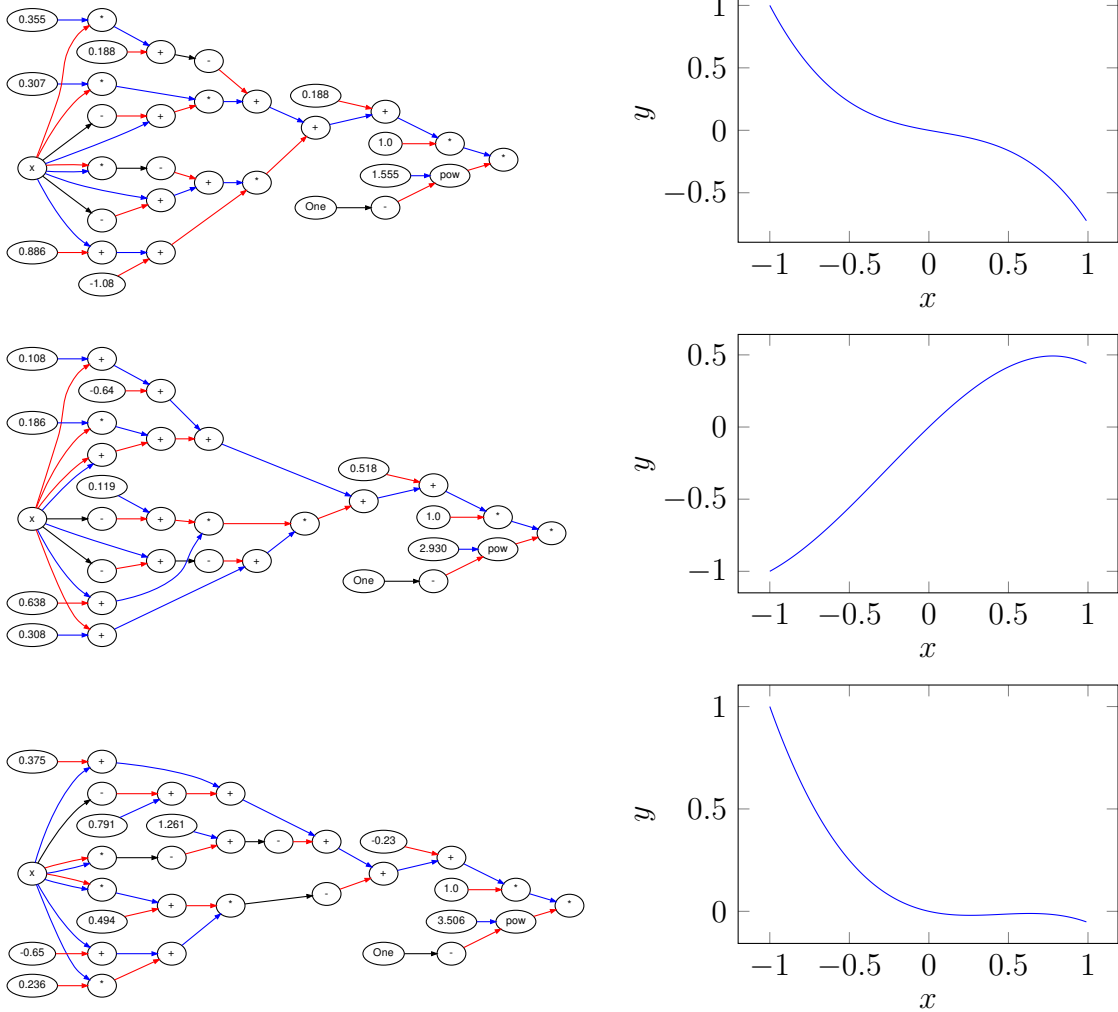 0.355 * 
0.188 + -
0.307 * * + 0.188 +
- + + 1.0 * *
x * - + * 1.555 pow
- + One -
0.886 + +
-1.08
1
0.5
0
−0.5
y
−1 −0.5 0 0.5 1
x
0.108 +
-0.64 +
0.186 * + +
+ 0.518 +
0.119 + 1.0 * *
x - + * * 2.930 pow
- + - + One -
0.638 +
0.308 +
0.5
0
−0.5
−1
y
−1 −0.5 0 0.5 1
x
0.375 +
- + +
0.791 1.261 + - + -0.23 +
x * - + 1.0 * *
* + * - 3.506 pow
0.494 One -
-0.65 + +
0.236 *
1
0.5
0
y
−1 −0.5 0 0.5 1
x